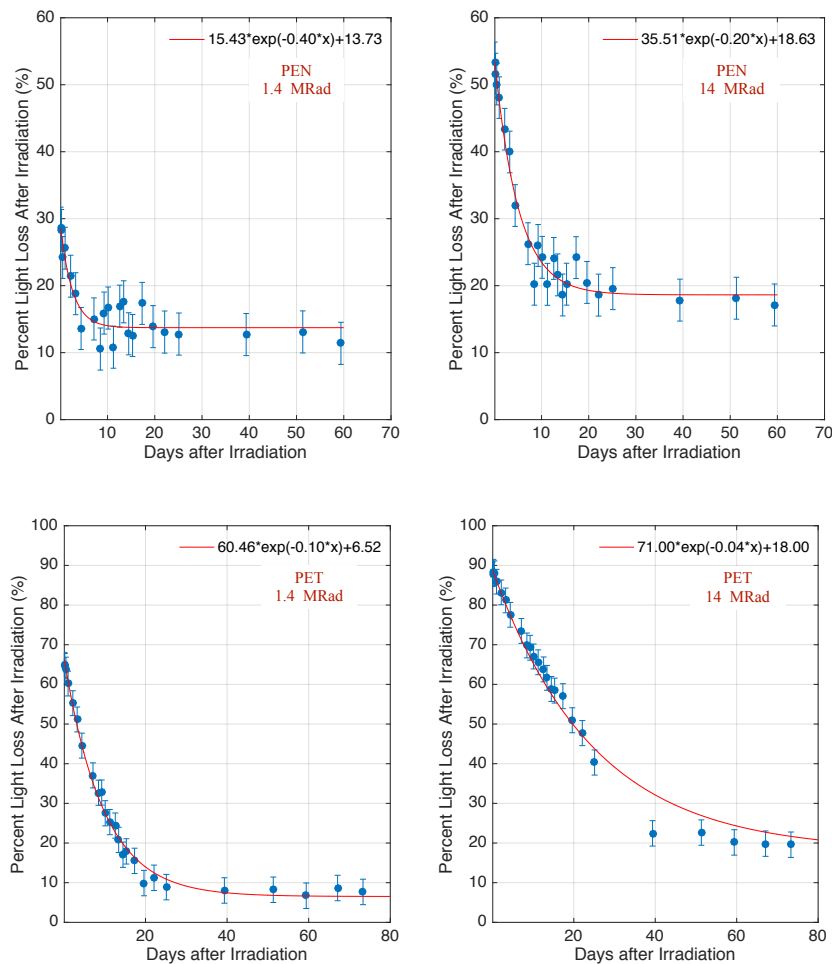 15.43*exp(-0.40*x)+13.73
PEN
1.4 MRad
Percent Light Loss After Irradiation (%)
60
50
40
30
20
10
0
0 10 20 30 40 50 60 70
Days after Irradiation
35.51*exp(-0.20*x)+18.63
PEN
14 MRad
Percent Light Loss After Irradiation (%)
60
50
40
30
20
10
0
0 10 20 30 40 50 60 70
Days after Irradiation
60.46*exp(-0.10*x)+6.52
PET
1.4 MRad
Percent Light Loss After Irradiation (%)
100
90
80
70
60
50
40
30
20
10
0
0 20 40 60 80
Days after Irradiation
71.00*exp(-0.04*x)+18.00
PET
14 MRad
Percent Light Loss After Irradiation (%)
100
90
80
70
60
50
40
30
20
10
0
0 20 40 60 80
Days after Irradiation